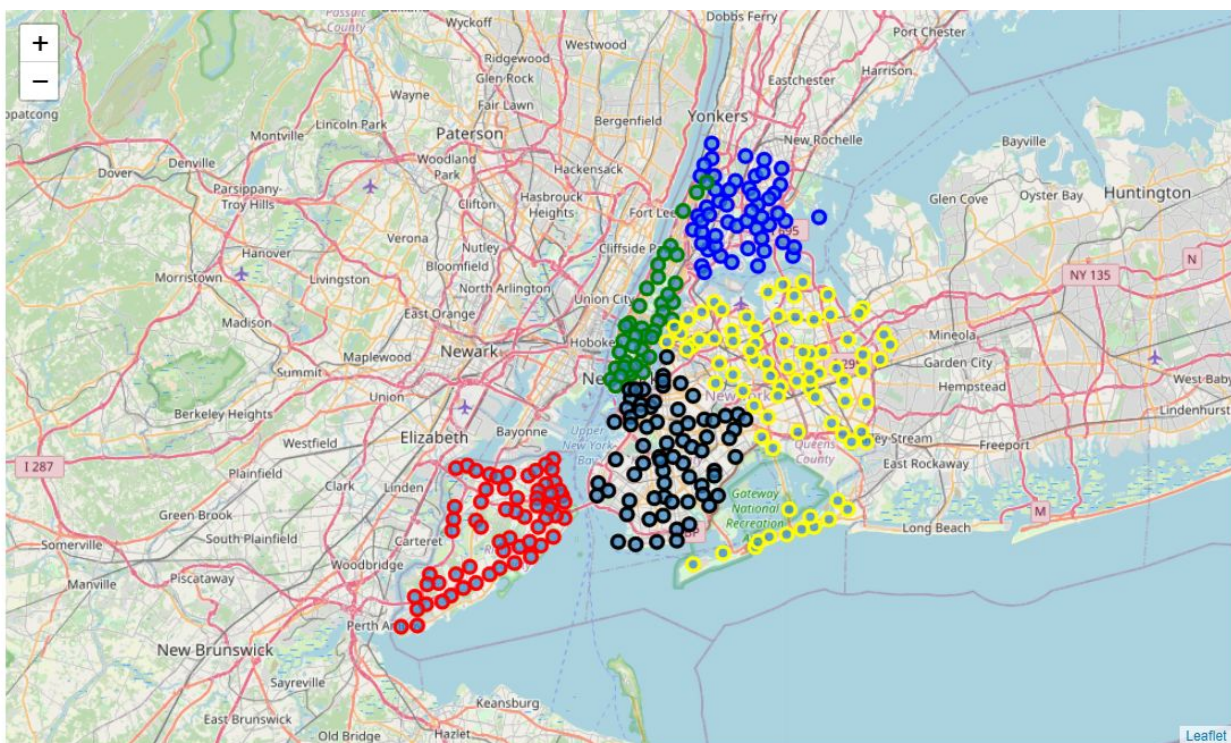 Passaic
County
Wyckoff
Dobbs Ferry
Port Chester
+
Ridgewood
Westwood
−
Glen Rock
Eastchester
Harrison
opatcong
Wayne
Fair Lawn
Bergenfield
Yonkers
Lincoln Park
Paterson
New Rochelle
Montville
Bayville
Denville
Woodland
Park
Hackensack
Dover
Parsippany-
Troy Hills
Clifton
Hasbrouck
Heights
Oyster Bay
Huntington
Fort Lee
Glen Cove
Verona
Nutley
Cliffside Park
695
Hanover
Bloomfield
N
Morristown
Livingston
North Arlington
NY 135
Union City
East Orange
Madison
Mineola
Maplewood
Newark
Hoboken
Garden City
Summit
295
Chatham
Union
New York
Hempstead
West Baby
Berkeley Heights
Lindenhurst
Elizabeth
Bayonne
Upper
New York
Bay
Queens
County
Valley Stream
Freeport
Westfield
I 287
Plainfield
Linden
East Rockaway
Clark
Gateway
National
Recreation
Area
M
Green Brook
Carteret
Long Beach
Somerville
South Plainfield
BP
Woodbridge
Manville
Piscataway
Perth Amboy
New Brunswick
Sayreville
Keansburg
East Brunswick
Old Bridge
Hazlet
Leaflet